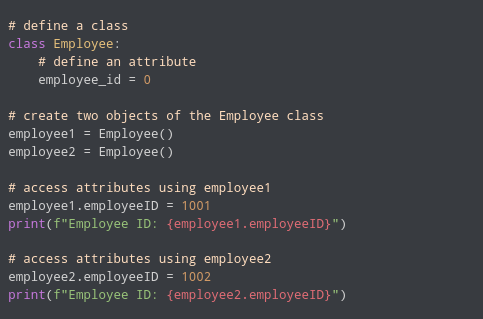 # define a class
class Employee:
    # define an attribute
    employee_id = 0
# create two objects of the Employee class
employee1 = Employee()
employee2 = Employee()
# access attributes using employee1
employee1.employeeID = 1001
print(f"Employee ID: {employee1.employeeID}")
# access attributes using employee2
employee2.employeeID = 1002
print(f"Employee ID: {employee2.employeeID}")